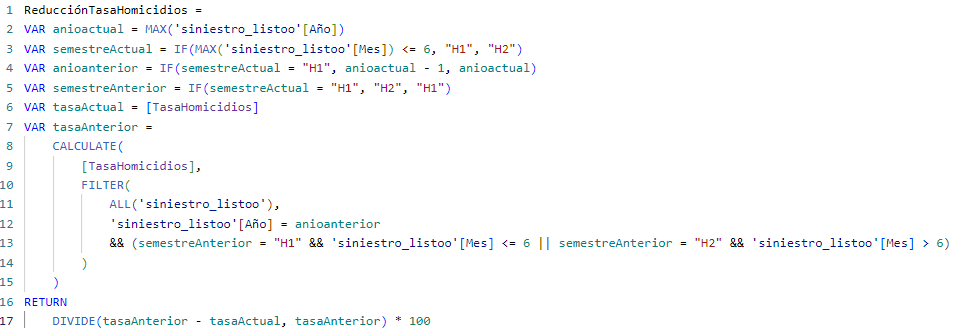 1 ReducciónTasaHomicidios =
2 VAR anioactual = MAX('siniestro_listoo'[Año])
3 VAR semestreActual = IF(MAX('siniestro_listoo'[Mes]) <= 6, "H1", "H2")
4 VAR anioanterior = IF(semestreActual = "H1", anioactual - 1, anioactual)
5 VAR semestreAnterior = IF(semestreActual = "H1", "H2", "H1")
6 VAR tasaActual = [TasaHomicidios]
7 VAR tasaAnterior =
8 CALCULATE(
9 [TasaHomicidios],
10 FILTER(
11 ALL('siniestro_listoo'),
12 'siniestro_listoo'[Año] = anioanterior
13 && (semestreAnterior = "H1" && 'siniestro_listoo'[Mes] <= 6 || semestreAnterior = "H2" && 'siniestro_listoo'[Mes] > 6)
14 )
15 )
16 RETURN
17 DIVIDE(tasaAnterior - tasaActual, tasaAnterior) * 100